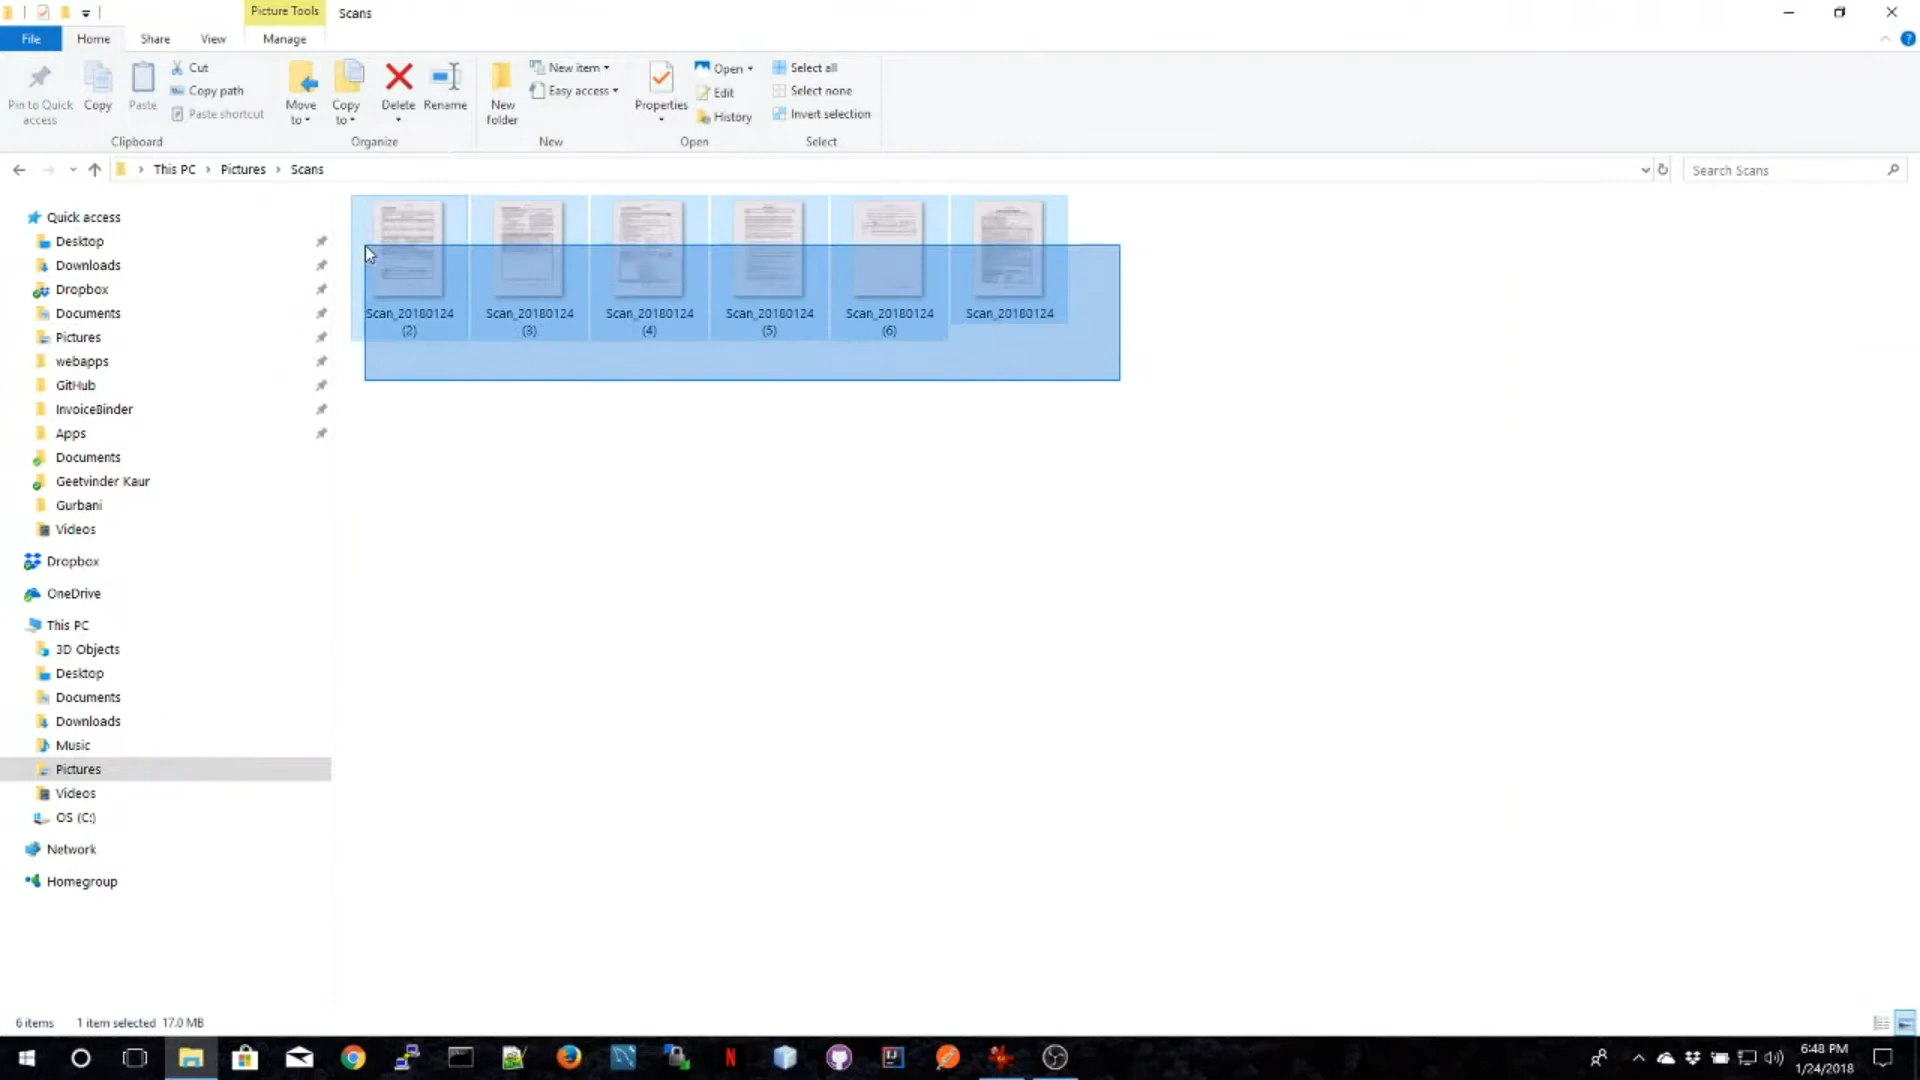 Picture Tools
Scans
File
Home
Share
View
Manage
Pin to Quick access
Copy
Paste
Cut
Copy path
Paste shortcut
Clipboard
Move to
Copy to
Delete
Rename
Organize
New folder
New item
Easy access
New
Properties
Open
Edit
History
Open
Select all
Select none
Invert selection
Select
This PC
Pictures
Scans
Search Scans
Quick access
Desktop
Downloads
Dropbox
Documents
Pictures
webapps
GitHub
InvoiceBinder
Apps
Documents
Geetvinder Kaur
Gurbani
Videos
Dropbox
OneDrive
This PC
3D Objects
Desktop
Documents
Downloads
Music
Pictures
Videos
OS (C:)
Network
Homegroup
Scan_20180124 (2)
Scan_20180124 (3)
Scan_20180124 (4)
Scan_20180124 (5)
Scan_20180124 (6)
Scan_20180124
6 items
1 item selected 17.0 MB
6:48 PM
1/24/2018